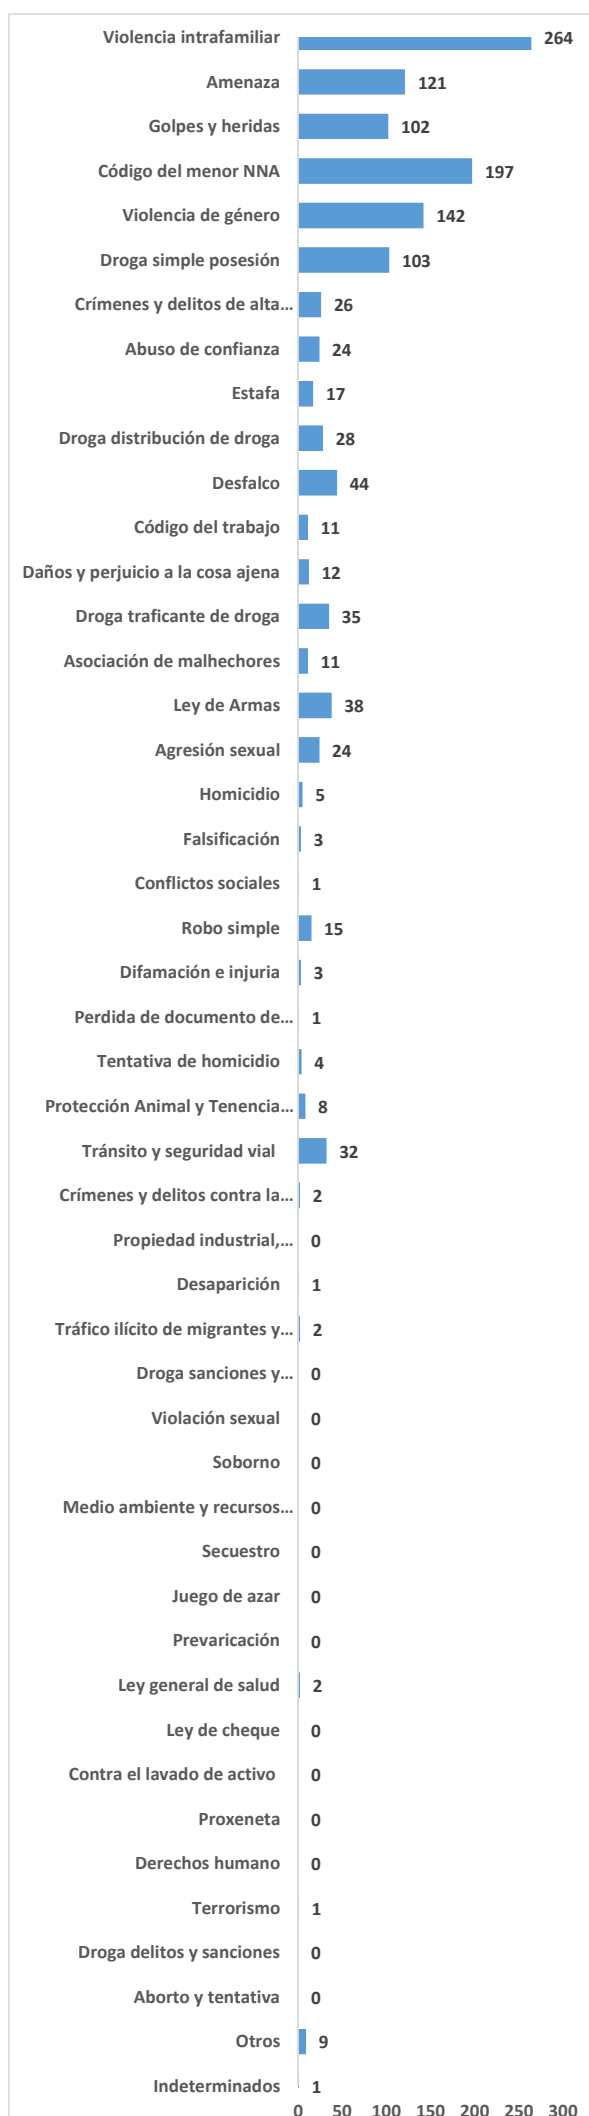 Violencia intrafamiliar 264
Amenaza 121
Golpes y heridas 102
Código del menor NNA 197
Violencia de género 142
Droga simple posesión 103
Crímenes y delitos de alta... 26
Abuso de confianza 24
Estafa 17
Droga distribución de droga 28
Desfalco 44
Código del trabajo 11
Daños y perjuicio a la cosa ajena 12
Droga traficante de droga 35
Asociación de malhechores 11
Ley de Armas 38
Agresión sexual 24
Homicidio 5
Falsificación 3
Conflictos sociales 1
Robo simple 15
Difamación e injuria 3
Perdida de documento de... 1
Tentativa de homicidio 4
Protección Animal y Tenencia... 8
Tránsito y seguridad vial 32
Crímenes y delitos contra la... 2
Propiedad industrial,... 0
Desaparición 1
Tráfico ilícito de migrantes y... 2
Droga sanciones y... 0
Violación sexual 0
Soborno 0
Medio ambiente y recursos... 0
Secuestro 0
Juego de azar 0
Prevaricación 0
Ley general de salud 2
Ley de cheque 0
Contra el lavado de activo 0
Proxeneta 0
Derechos humano 0
Terrorismo 1
Droga delitos y sanciones 0
Aborto y tentativa 0
Otros 9
Indeterminados 1
0 50 100 150 200 250 300